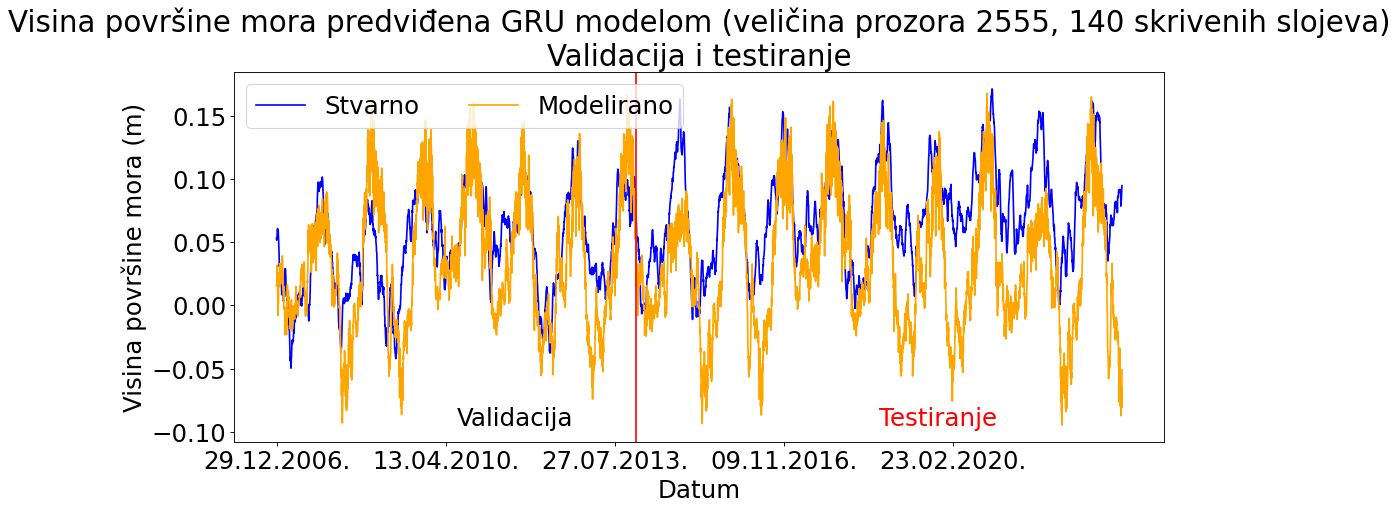 Visina površine mora predviđena GRU modelom (veličina prozora 2555, 140 skrivenih slojeva)
Validacija i testiranje
Stvarno Modelirano
Visina površine mora (m)
0.15
0.10
0.05
0.00
−0.05
−0.10
Validacija Testiranje
29.12.2006. 13.04.2010. 27.07.2013. 09.11.2016. 23.02.2020.
Datum